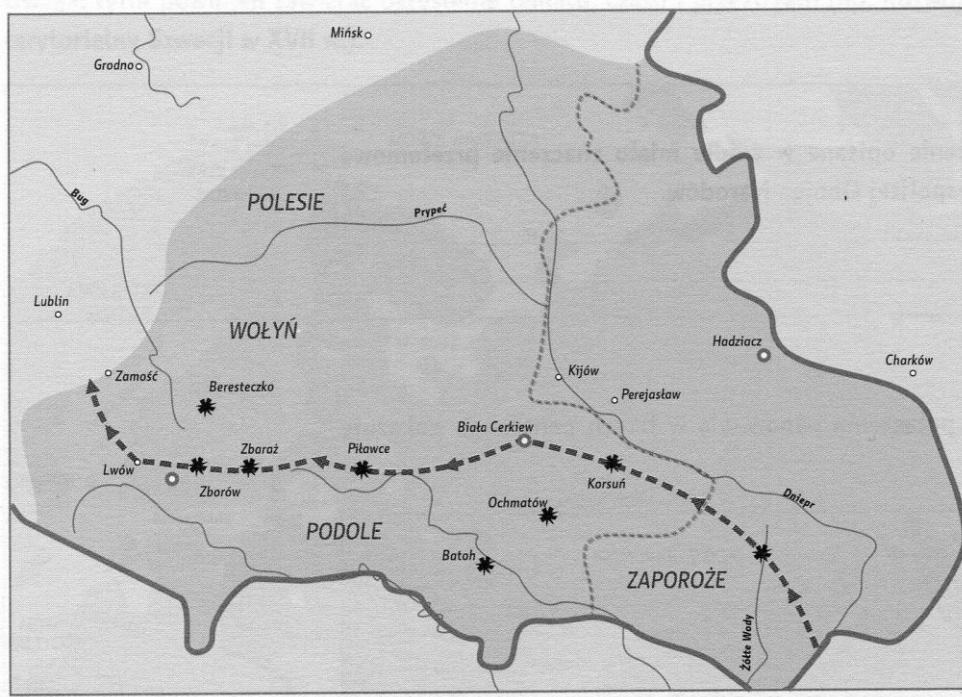 Mińsk
Grodno
POLESIE
Bug
Prypeć
Lublin
WOŁYŃ
Hadziacz
Charków
Zamość
Kijów
Beresteczko
Perejasław
Biała Cerkiew
Zbaraż
Piławce
Lwów
Korsuń
Zborów
Dniepr
Ochmatów
PODOLE
Batoh
ZAPOROŻE
Żółte Wody